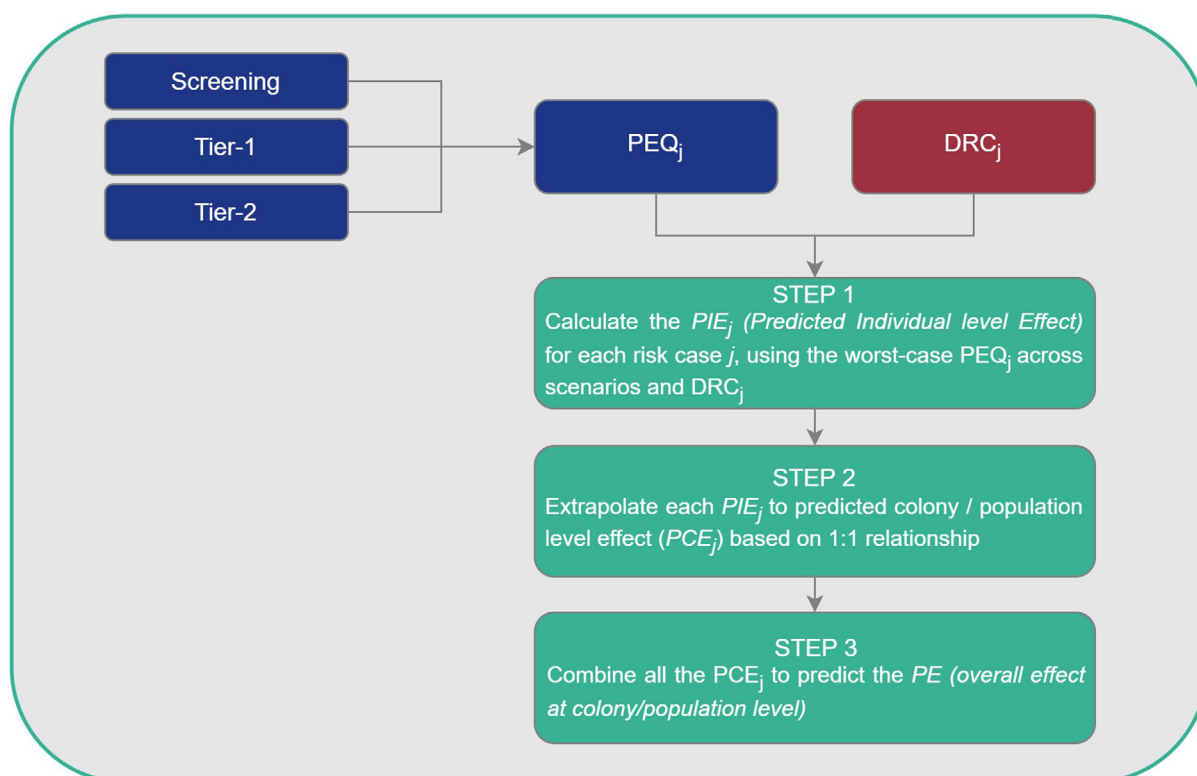 Screening
Tier-1
Tier-2
PEQj
DRCj
STEP 1
Calculate the PIEj (Predicted Individual level Effect)
for each risk case j, using the worst-case PEQj across
scenarios and DRCj
STEP 2
Extrapolate each PIEj to predicted colony / population
level effect (PCEj) based on 1:1 relationship
STEP 3
Combine all the PCEj to predict the PE (overall effect
at colony/population level)